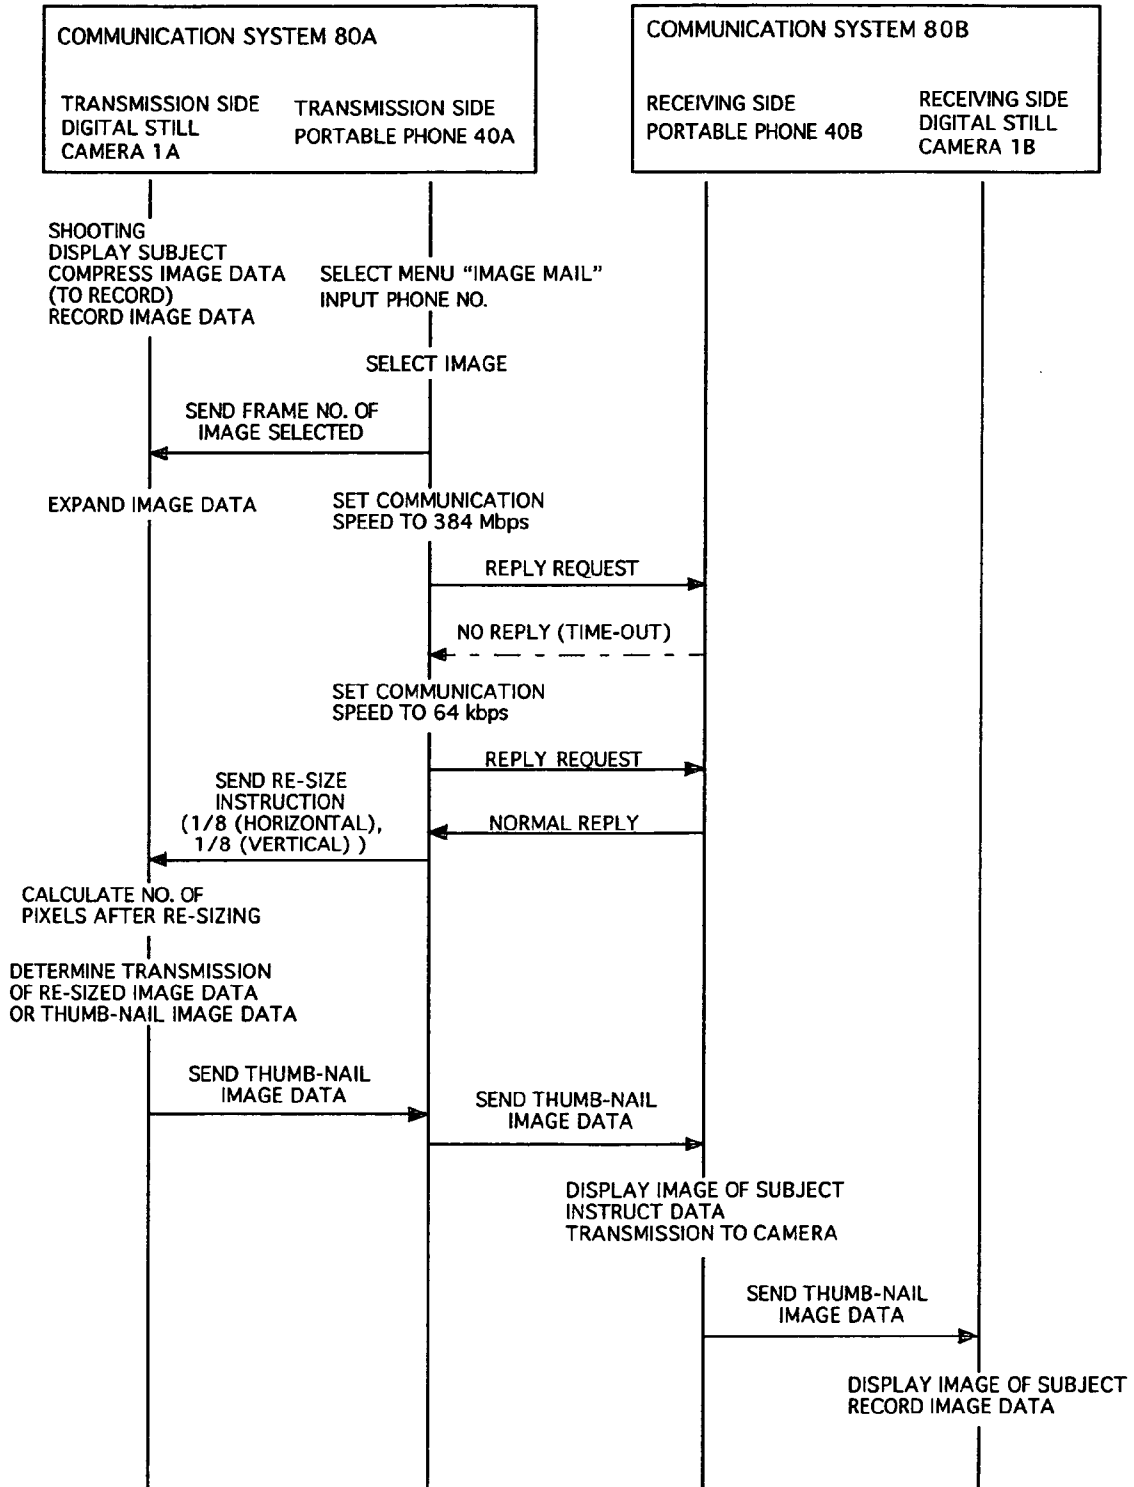 COMMUNICATION SYSTEM 80A
TRANSMISSION SIDE
DIGITAL STILL
CAMERA 1A
TRANSMISSION SIDE
PORTABLE PHONE 40A
COMMUNICATION SYSTEM 80B
RECEIVING SIDE
PORTABLE PHONE 40B
RECEIVING SIDE
DIGITAL STILL
CAMERA 1B
SHOOTING
DISPLAY SUBJECT
COMPRESS IMAGE DATA
(TO RECORD)
RECORD IMAGE DATA
SELECT MENU “IMAGE MAIL”
INPUT PHONE NO.
SELECT IMAGE
SEND FRAME NO. OF
IMAGE SELECTED
EXPAND IMAGE DATA
SET COMMUNICATION
SPEED TO 384 Mbps
REPLY REQUEST
NO REPLY (TIME-OUT)
SET COMMUNICATION
SPEED TO 64 kbps
REPLY REQUEST
NORMAL REPLY
SEND RE-SIZE
INSTRUCTION
(1/8 (HORIZONTAL),
1/8 (VERTICAL) )
CALCULATE NO. OF
PIXELS AFTER RE-SIZING
DETERMINE TRANSMISSION
OF RE-SIZED IMAGE DATA
OR THUMB-NAIL IMAGE DATA
SEND THUMB-NAIL
IMAGE DATA
SEND THUMB-NAIL
IMAGE DATA
DISPLAY IMAGE OF SUBJECT
INSTRUCT DATA
TRANSMISSION TO CAMERA
SEND THUMB-NAIL
IMAGE DATA
DISPLAY IMAGE OF SUBJECT
RECORD IMAGE DATA